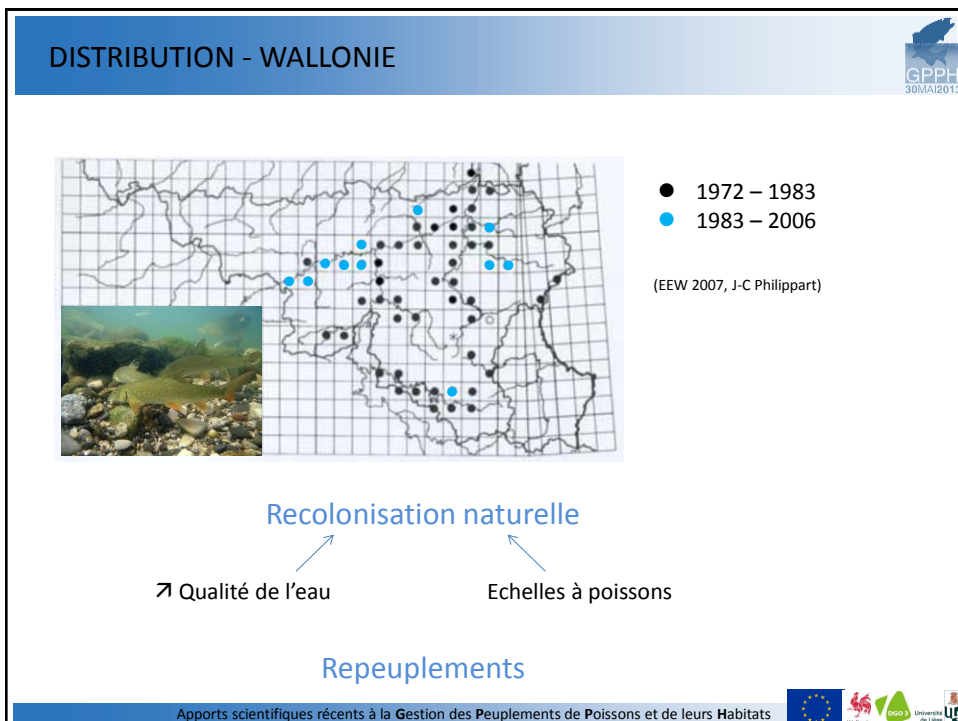 DISTRIBUTION - WALLONIE
GPPH
30MAI2013
1972 – 1983
1983 – 2006
(EEW 2007, J-C Philippart)
Recolonisation naturelle
↗ Qualité de l’eau
Echelles à poissons
Repeuplements
Apports scientifiques récents à la Gestion des Peuplements de Poissons et de leurs Habitats
DGO 3
Université
de Liège